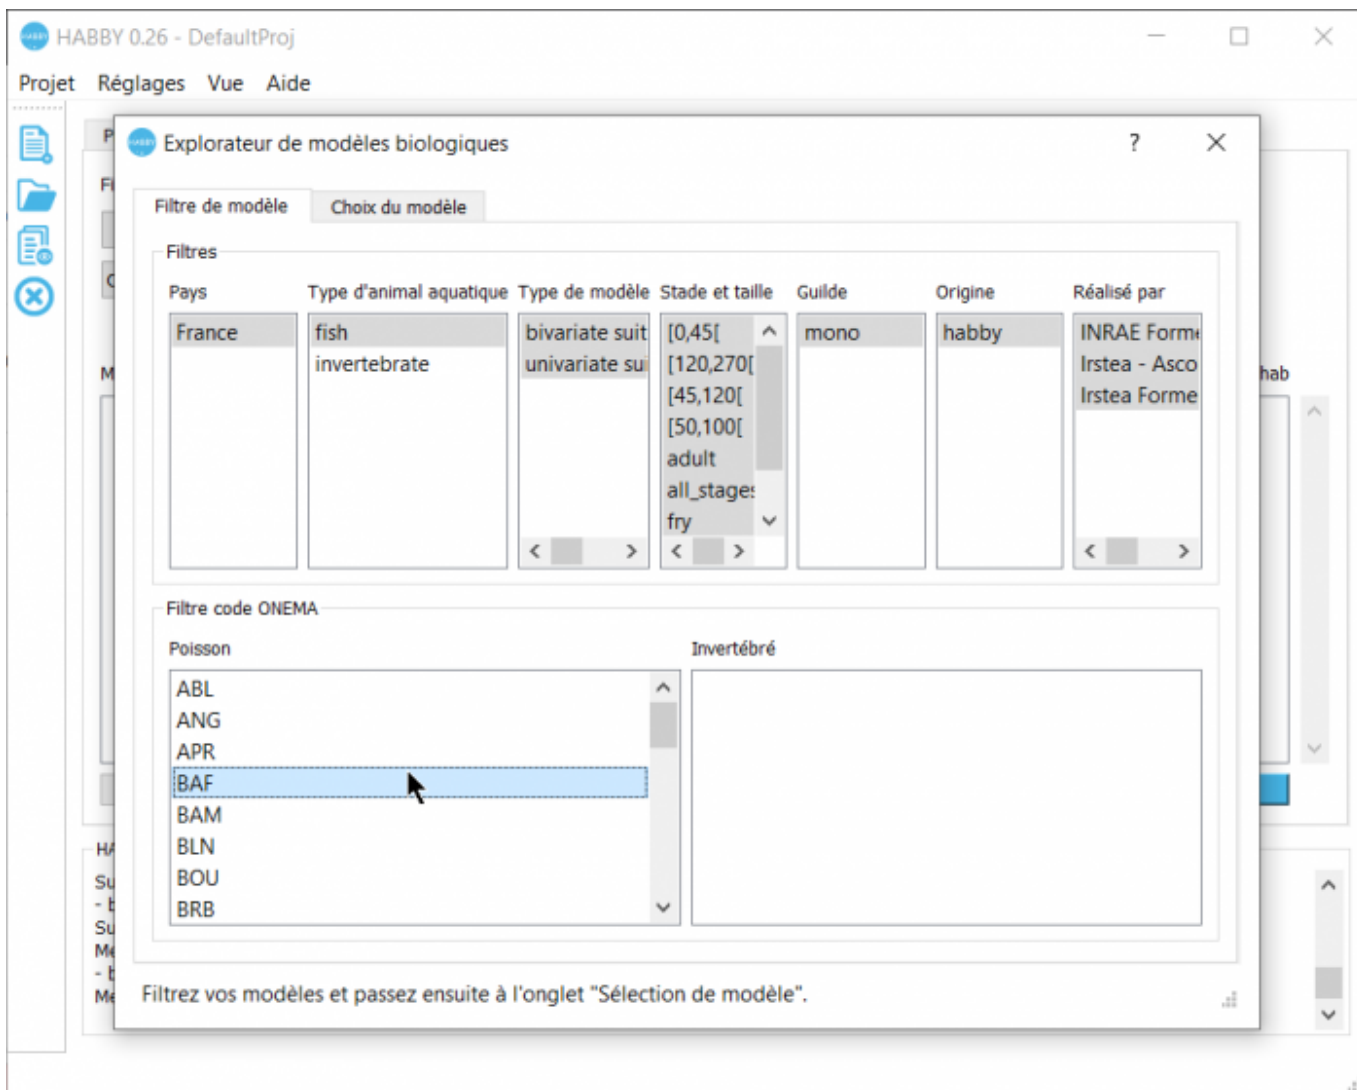 HABBY 0.26 - DefaultProj
Projet Réglages Vue Aide
Explorateur de modèles biologiques
Filtre de modèle Choix du modèle
Filtres
Pays Type d'animal aquatique Type de modèle Stade et taille Guilde Origine Réalisé par
France fish bivariate suit [0,45[ mono habby INRAE Forme
invertebrate univariate sui [120,270[ Irstea - Asco
[45,120[ Irstea Forme
[50,100[
adult
all_stages
fry
hab
Filtre code ONEMA
Poisson Invertébré
ABL
ANG
APR
BAF
BAM
BLN
BOU
BRB
Filtrez vos modèles et passez ensuite à l'onglet "Sélection de modèle".